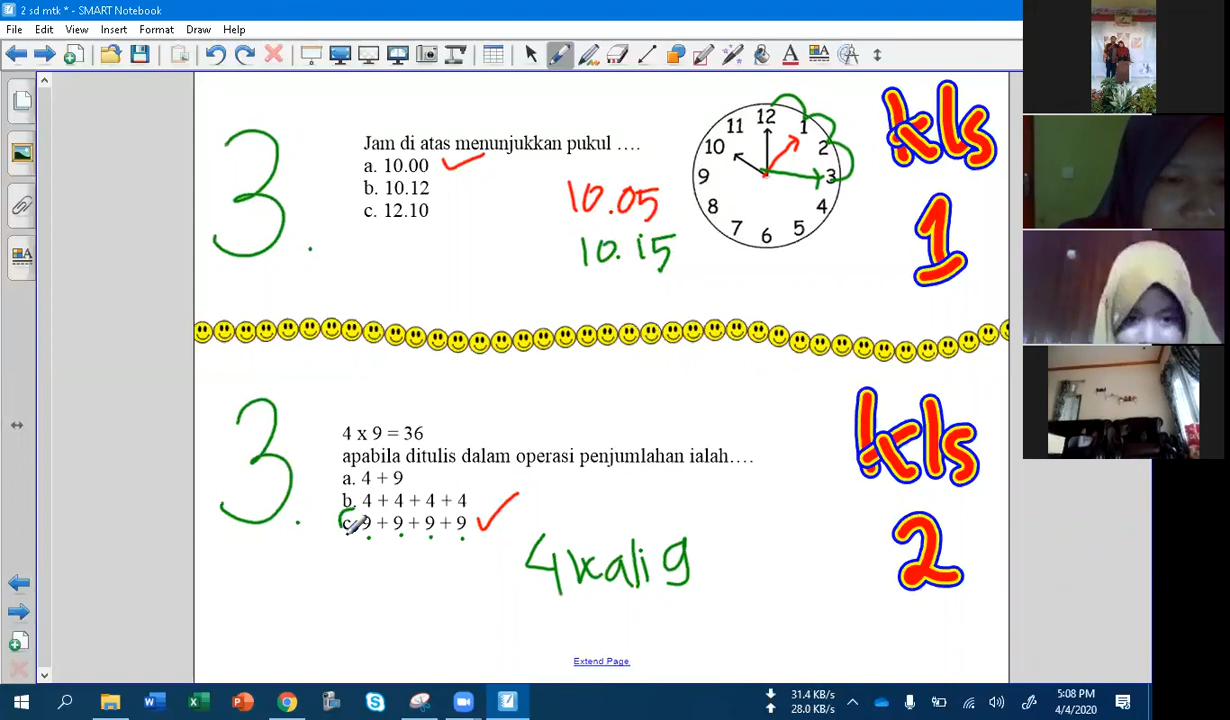 2 sd mtk * - SMART Notebook
File Edit View Insert Format Draw Help
3.
Jam di atas menunjukkan pukul ….
a. 10.00
b. 10.12
c. 12.10
10.05
10.15
12
1
2
3
4
5
6
7
8
9
10
11
kls
1
3.
4 x 9 = 36
apabila ditulis dalam operasi penjumlahan ialah….
a. 4 + 9
b. 4 + 4 + 4 + 4
c. 9 + 9 + 9 + 9
4 kali 9
kls
2
Extend Page
31.4 KB/s
28.0 KB/s
5:08 PM
4/4/2020